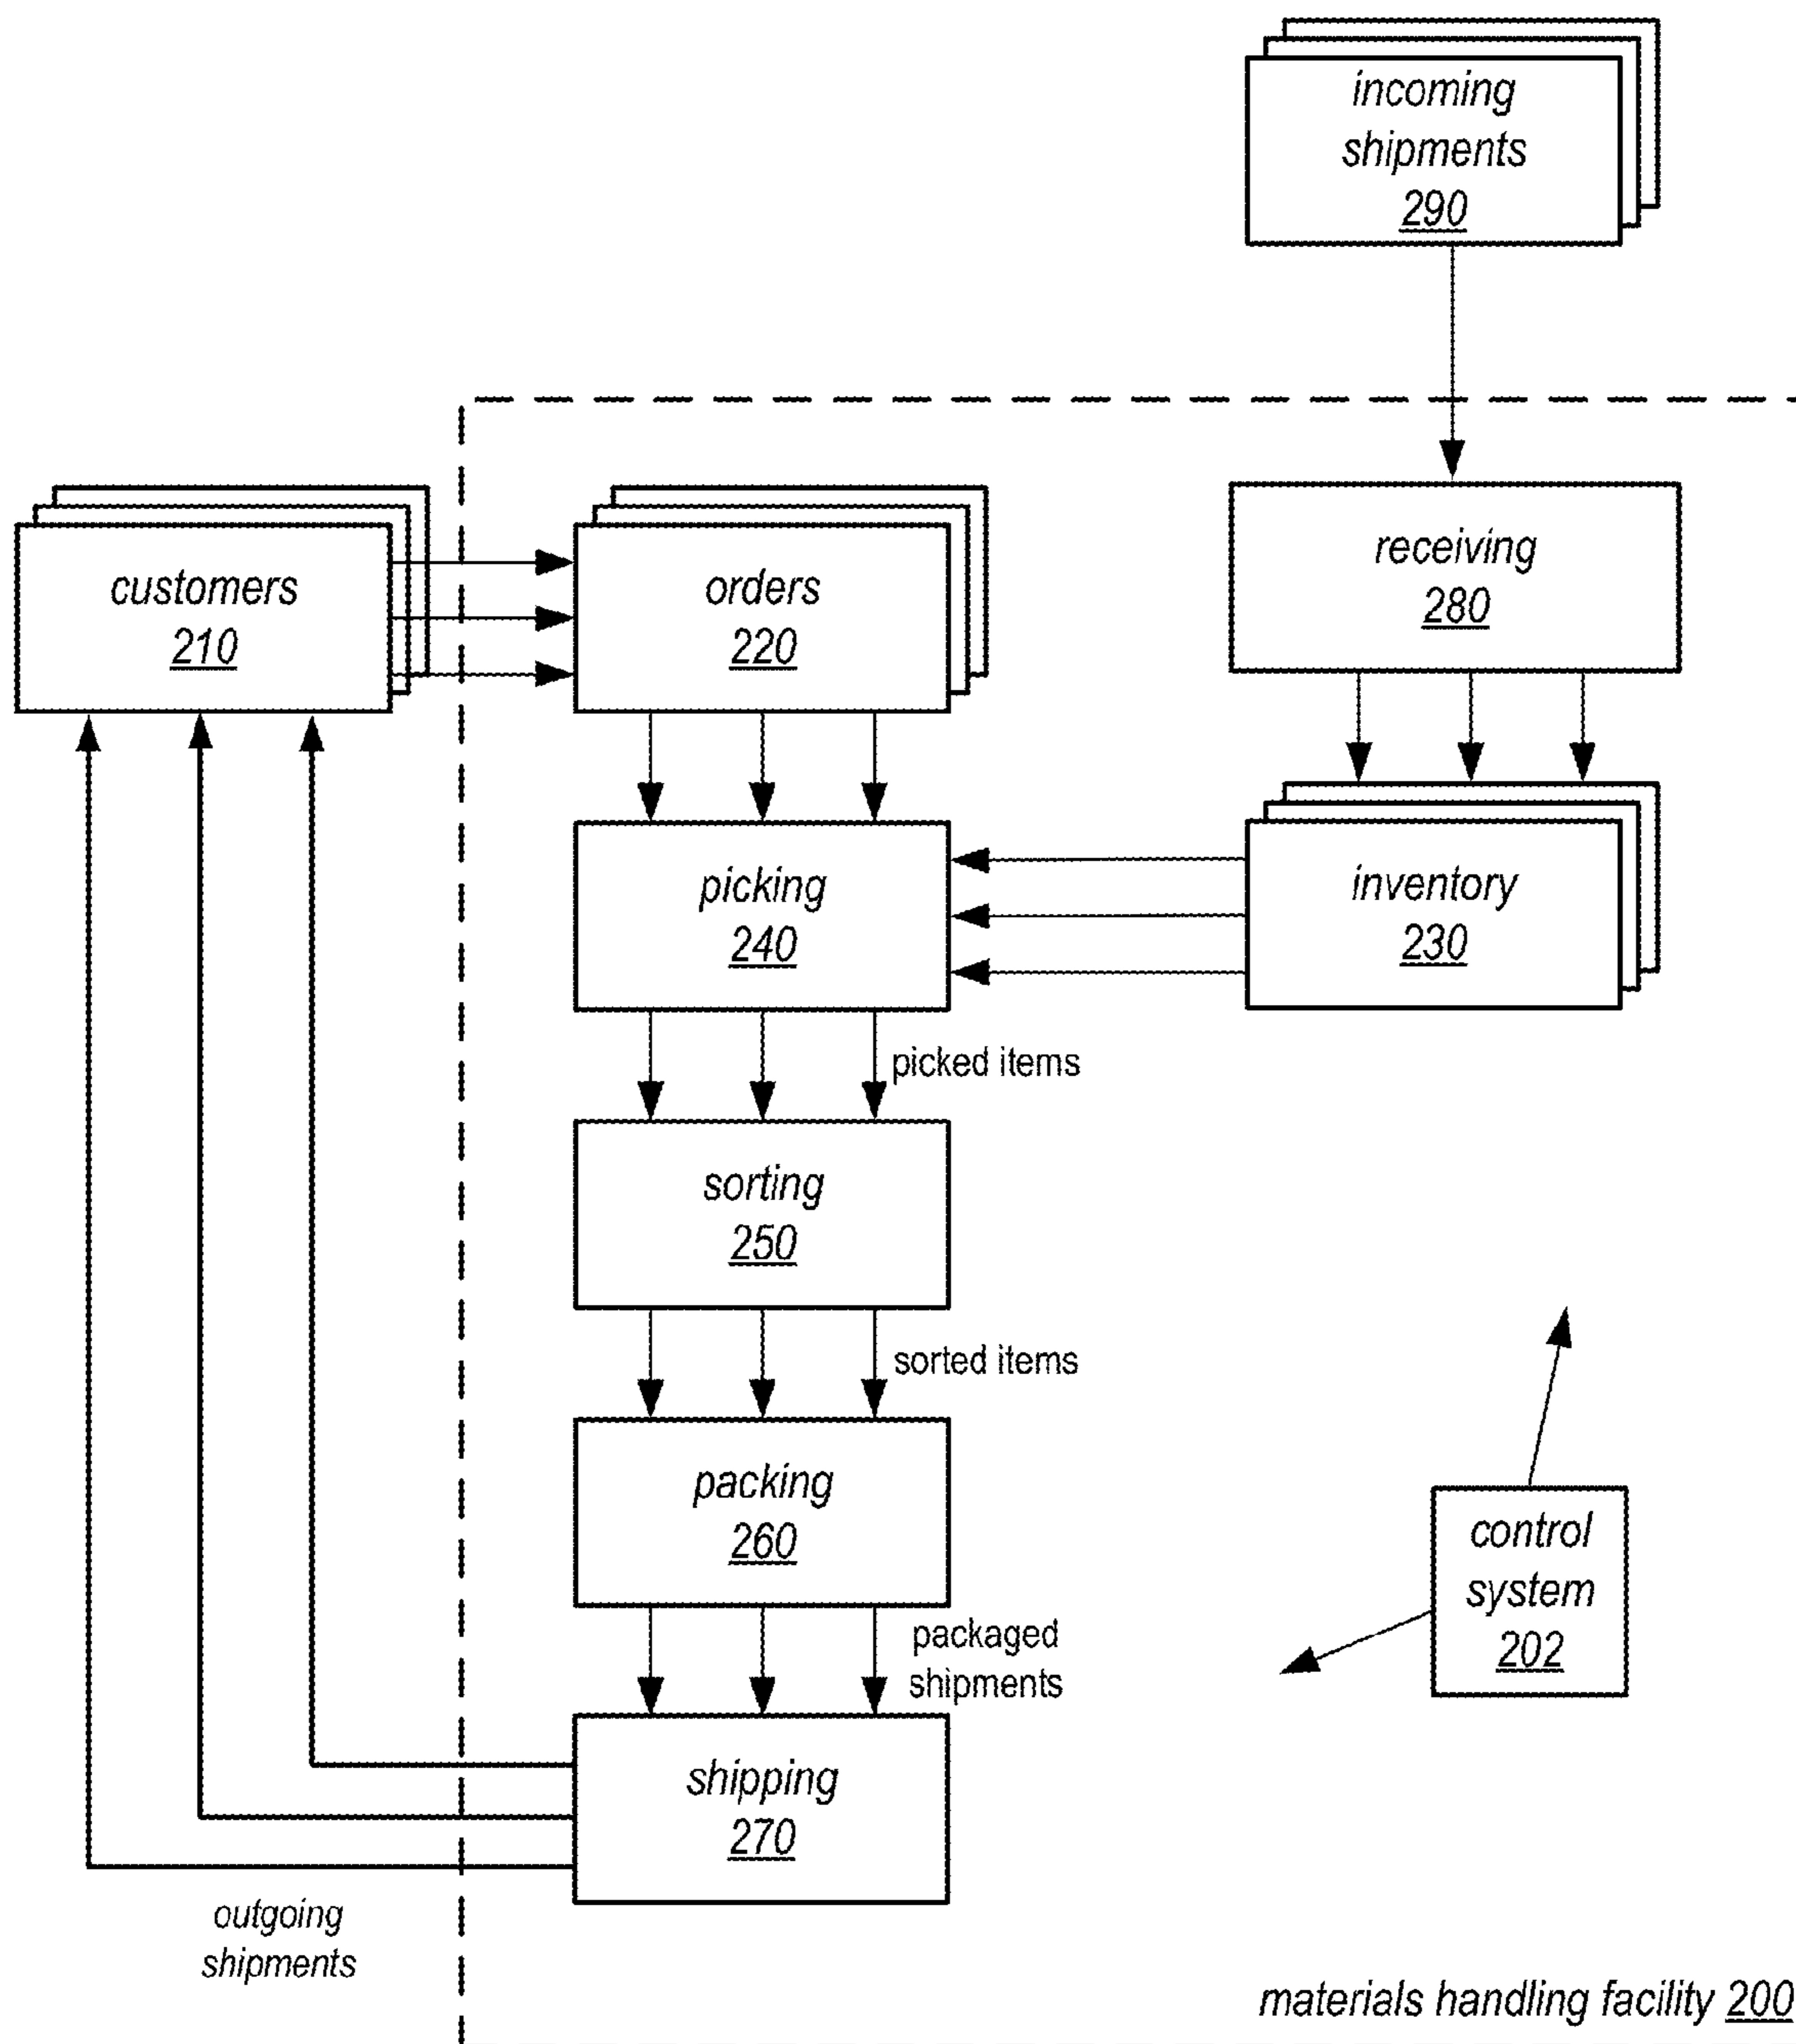 incoming
shipments
290
customers
210
orders
220
receiving
280
picking
240
inventory
230
picked items
sorting
250
sorted items
packing
260
control
system
202
packaged
shipments
shipping
270
outgoing
shipments
materials handling facility 200